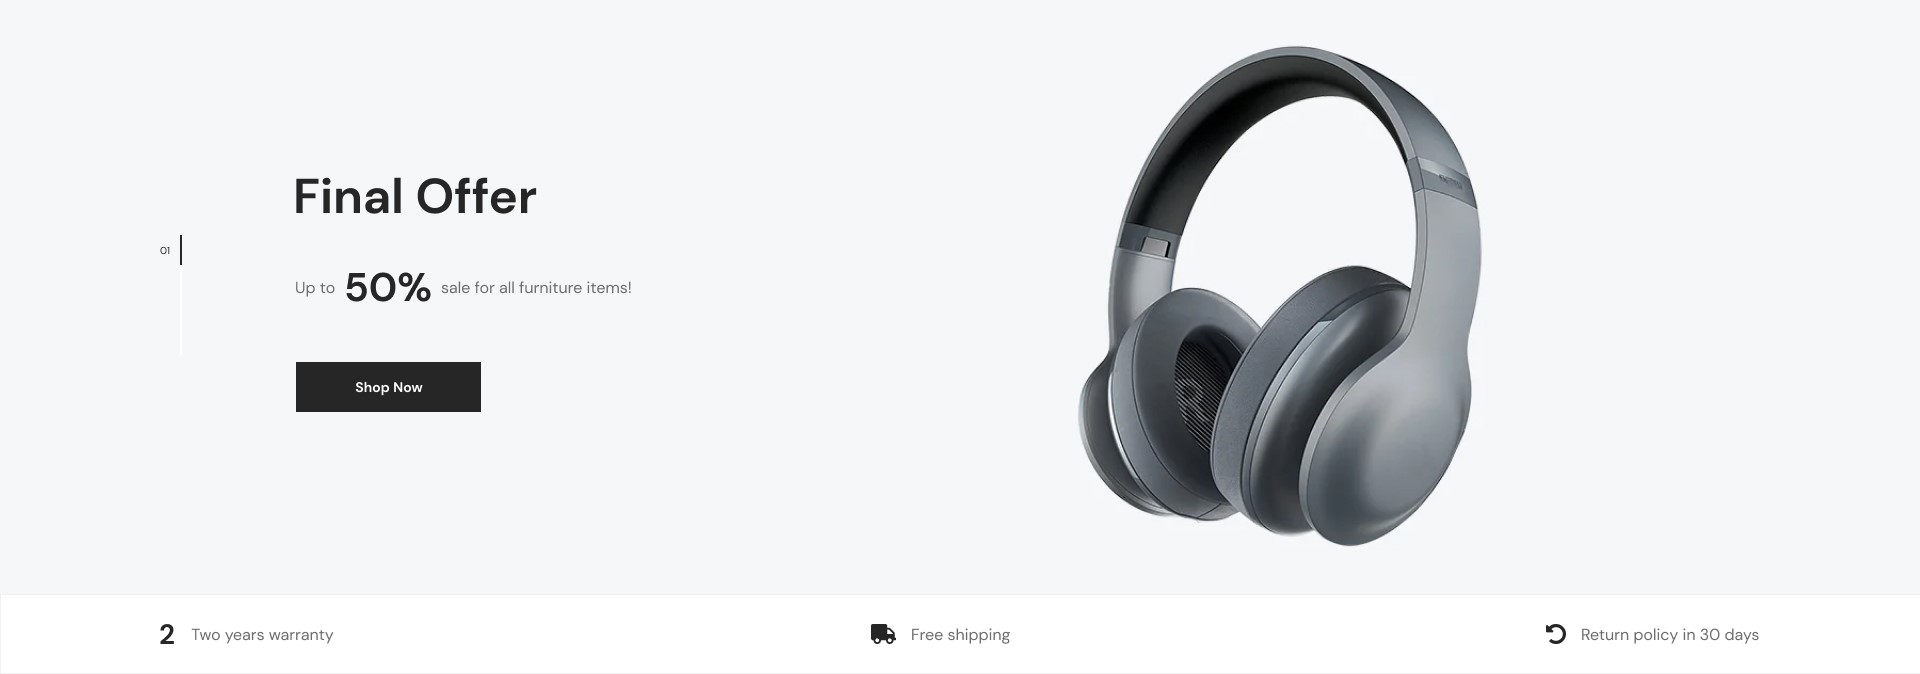 Final Offer
01
Up to 50% sale for all furniture items!
Shop Now
2 Two years warranty
Free shipping
Return policy in 30 days